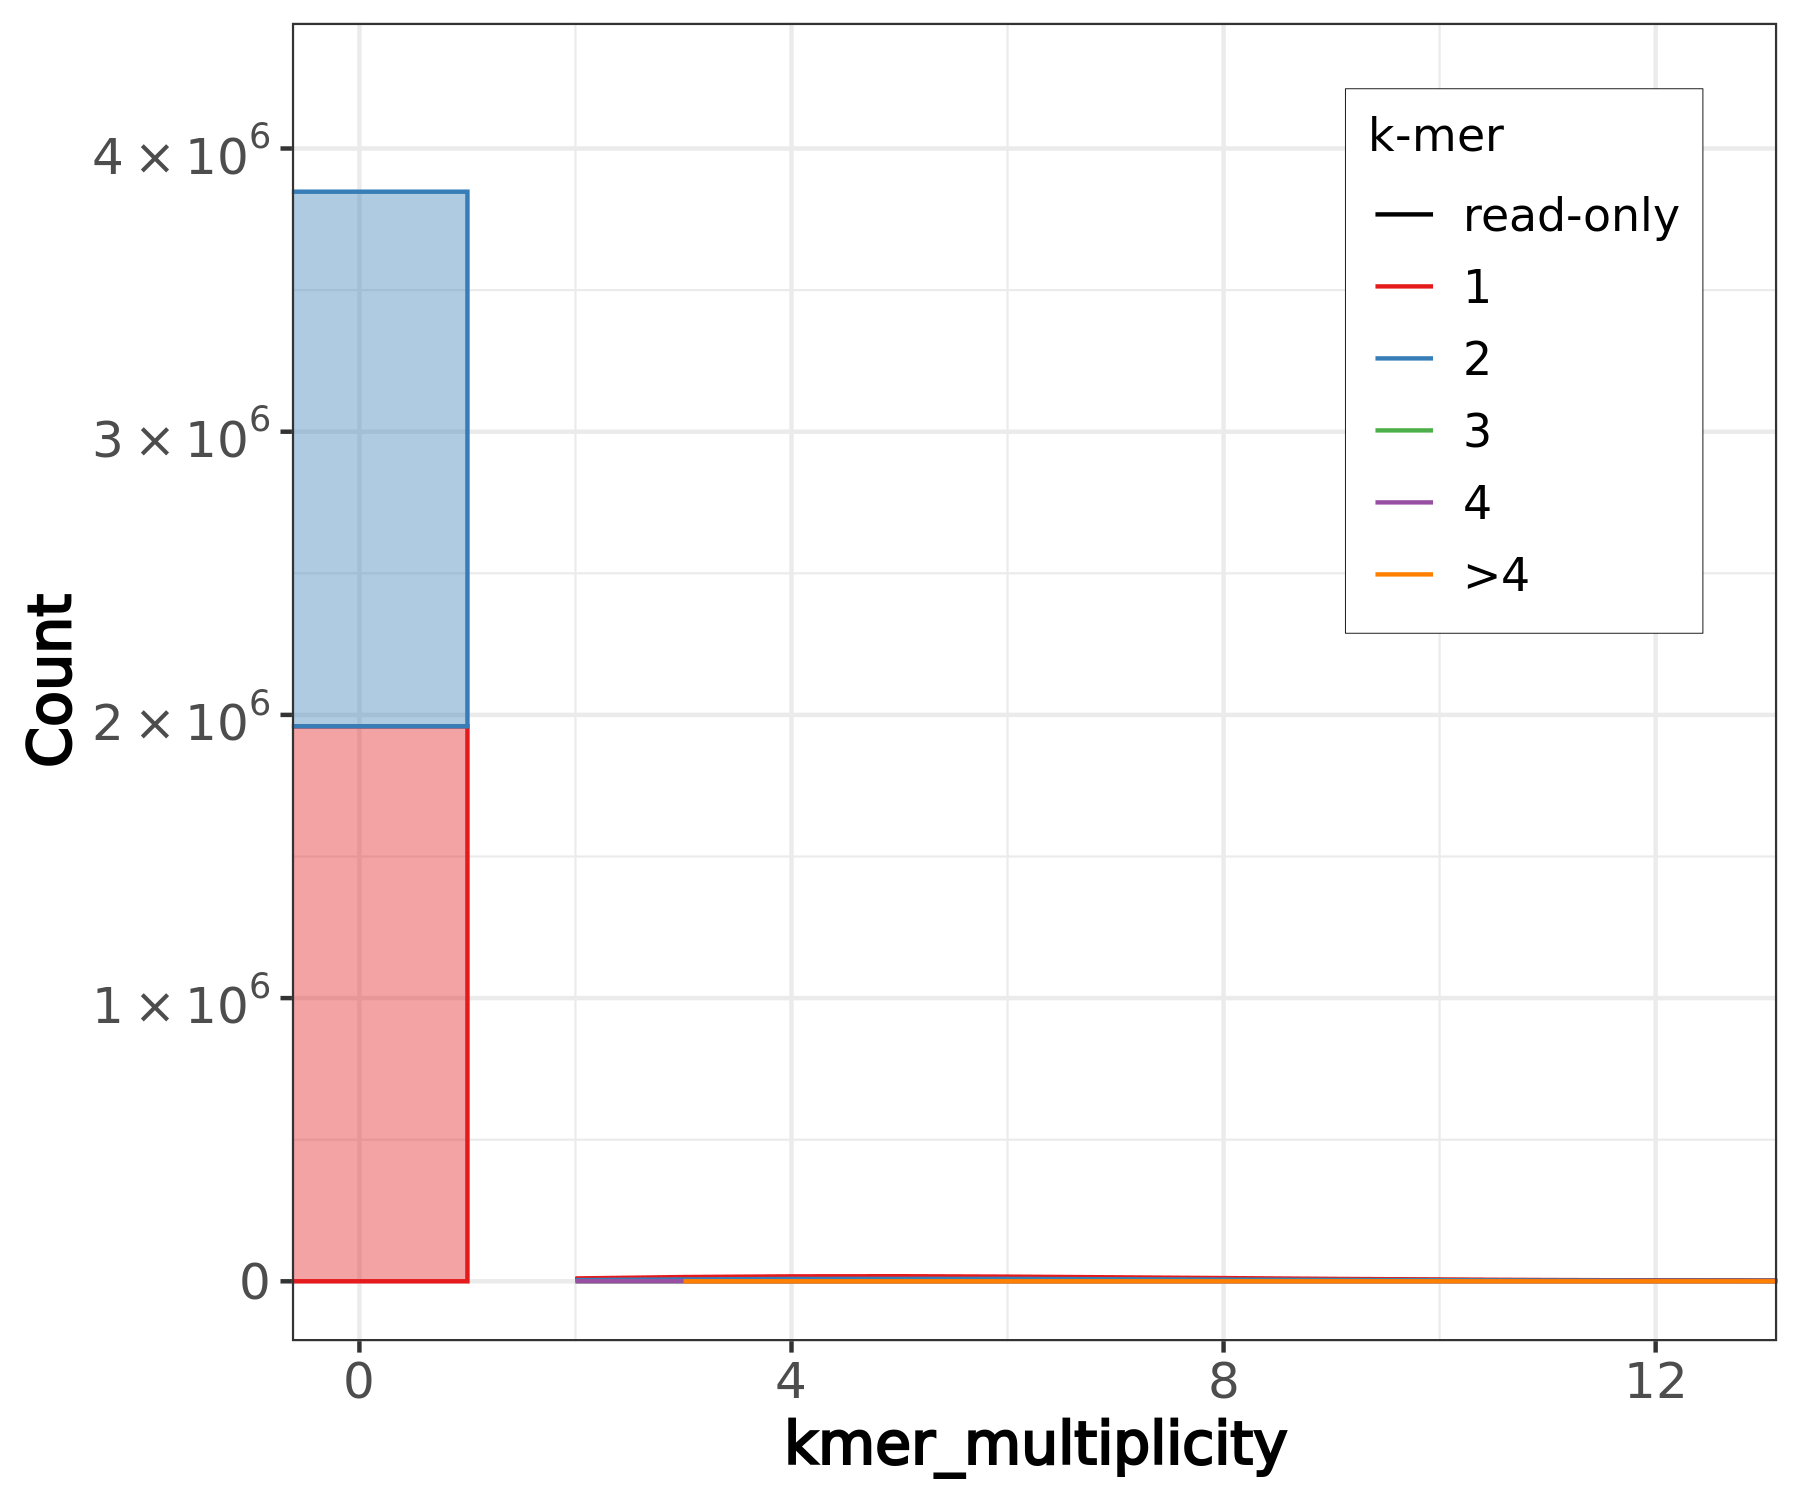 4 × 10⁶
3 × 10⁶
2 × 10⁶
1 × 10⁶
0
Count
0 4 8 12
kmer_multiplicity
k-mer
read-only
1
2
3
4
>4